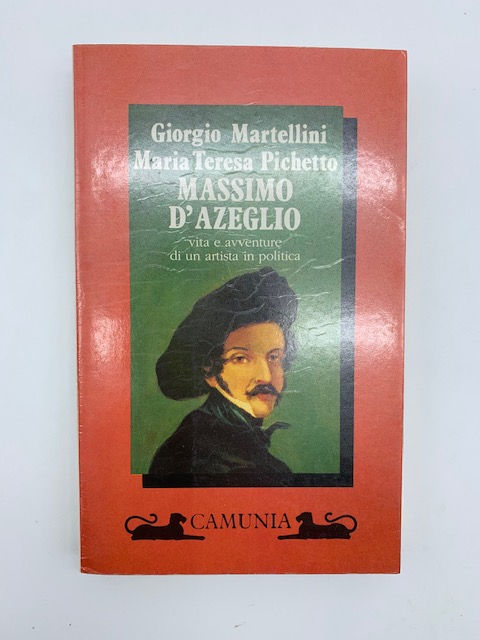 Giorgio Martellini
Maria Teresa Pichetto
MASSIMO
D'AZEGLIO
vita e avventure
di un artista in politica
CAMUNIA